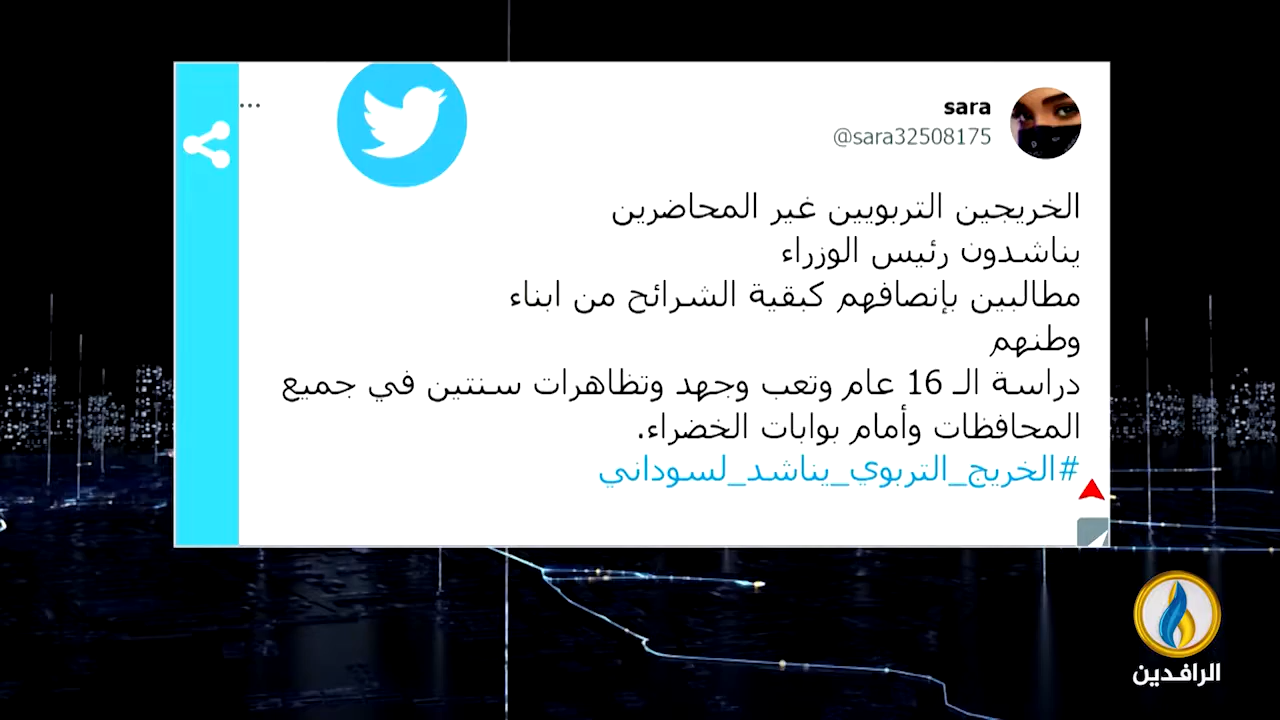 sara
@sara32508175
الخريجين التربويين غير المحاضرين
يناشدون رئيس الوزراء
مطالبين بإنصافهم كبقية الشرائح من ابناء
وطنهم
دراسة الـ 16 عام وتعب وجهد وتظاهرات سنتين في جميع
المحافظات وأمام بوابات الخضراء.
#الخريج_التربوي_يناشد_لسوداني
الرافدين